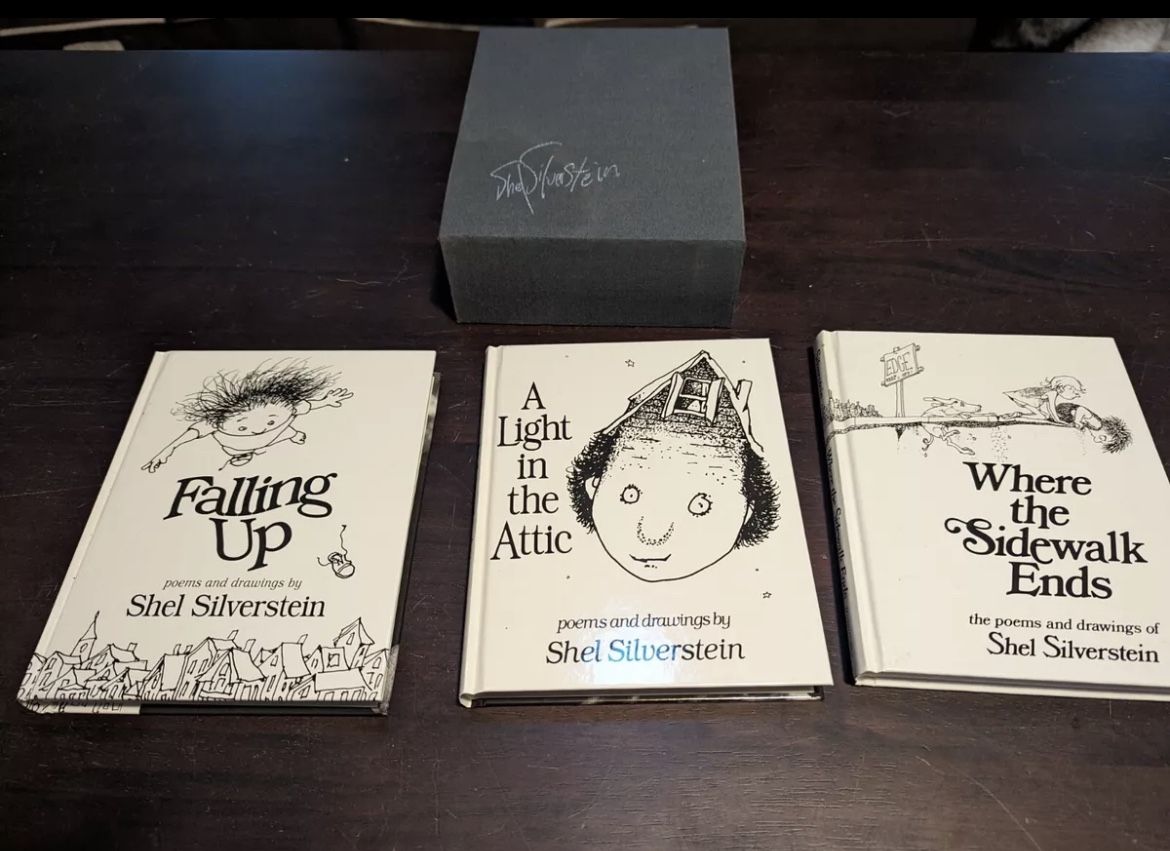 Shel Silverstein
Falling
Up
poems and drawings by
Shel Silverstein
A
Light
in
the
Attic
poems and drawings by
Shel Silverstein
EDGE
Where
the
Sidewalk
Ends
the poems and drawings of
Shel Silverstein